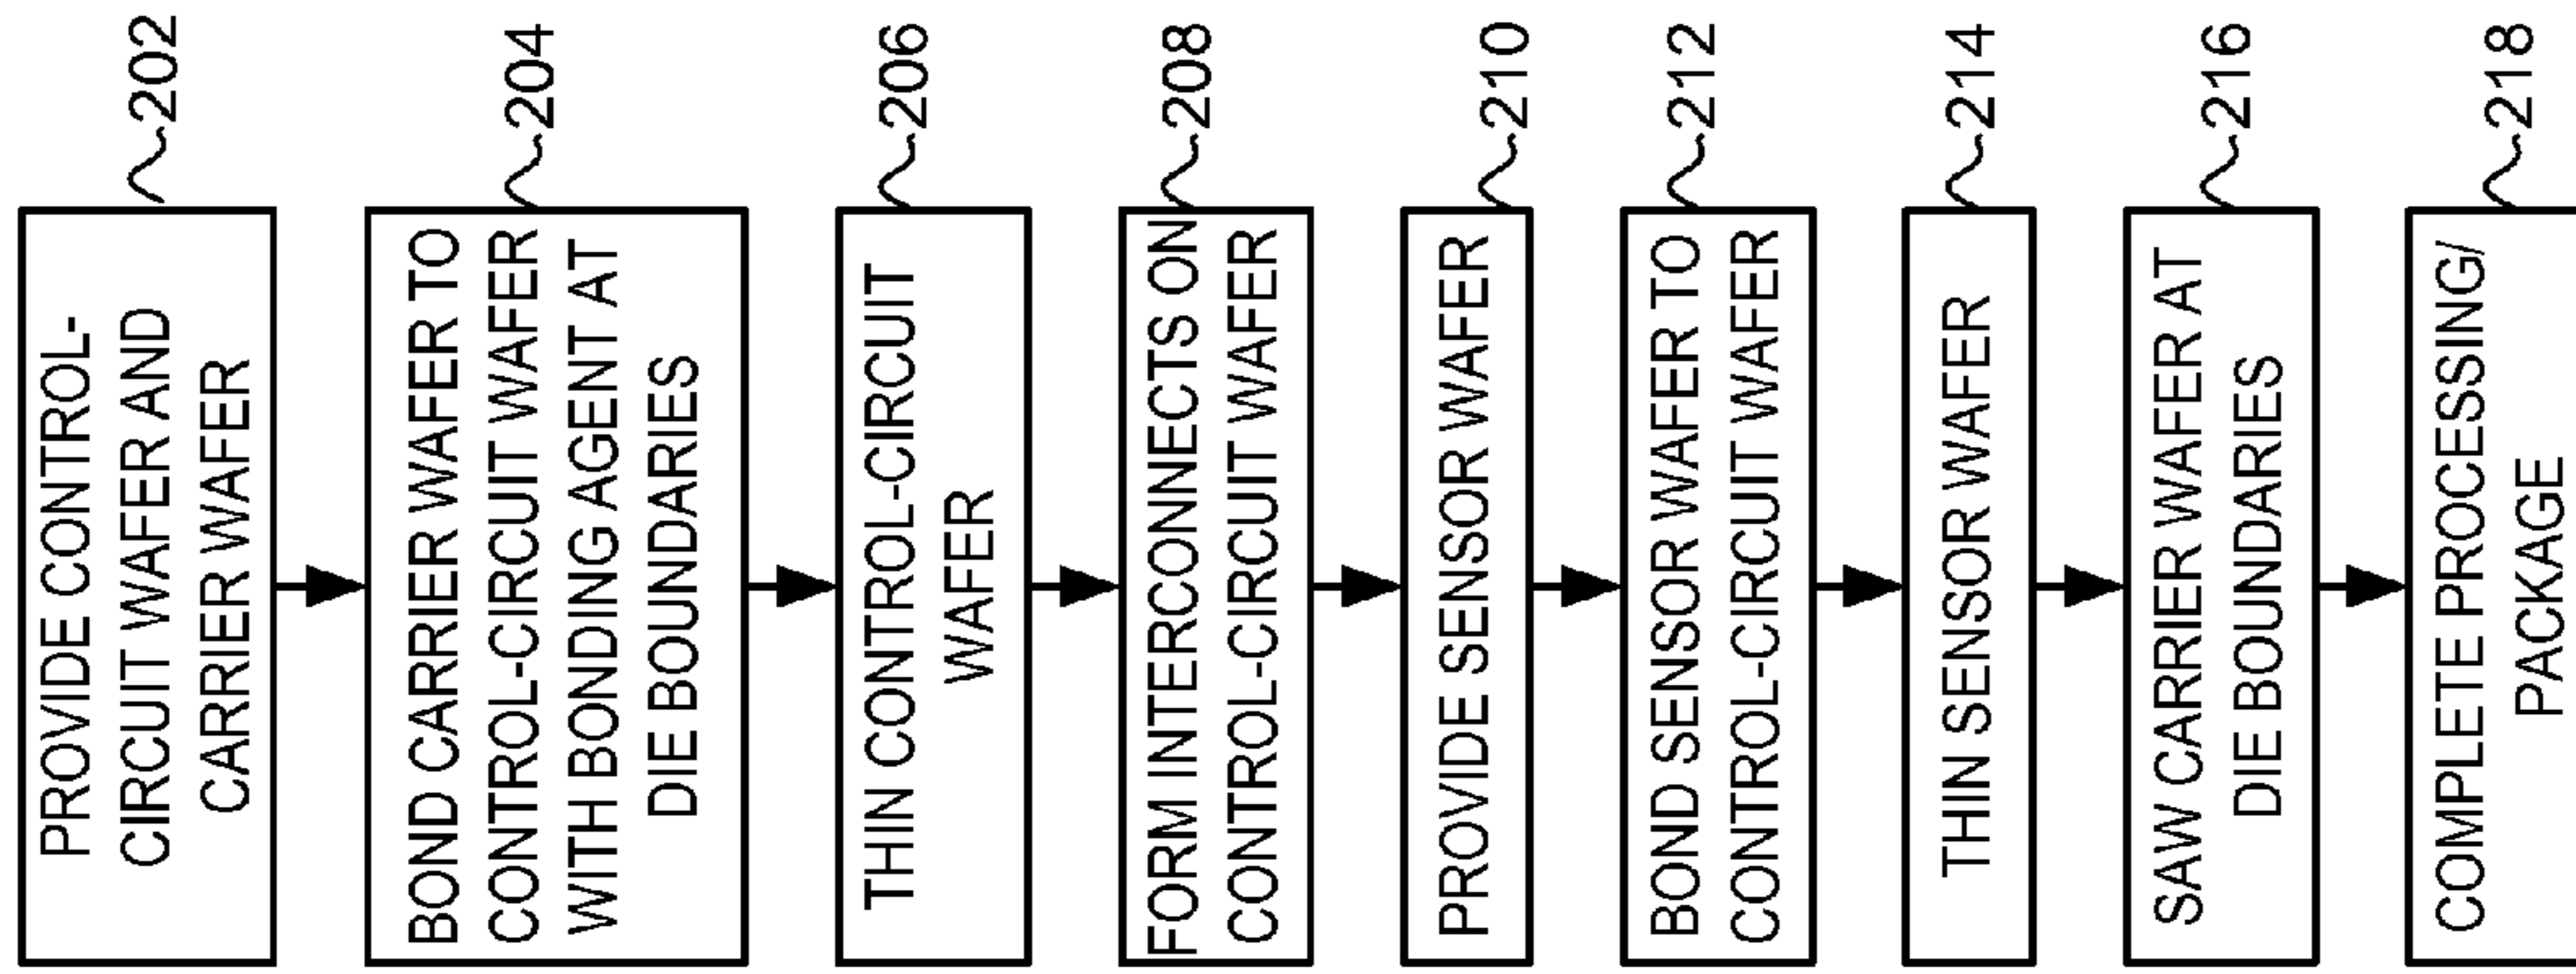 PROVIDE CONTROL-
CIRCUIT WAFER AND
CARRIER WAFER
202
BOND CARRIER WAFER TO
CONTROL-CIRCUIT WAFER
WITH BONDING AGENT AT
DIE BOUNDARIES
204
THIN CONTROL-CIRCUIT
WAFER
206
FORM INTERCONNECTS ON
CONTROL-CIRCUIT WAFER
208
PROVIDE SENSOR WAFER
210
BOND SENSOR WAFER TO
CONTROL-CIRCUIT WAFER
212
THIN SENSOR WAFER
214
SAW CARRIER WAFER AT
DIE BOUNDARIES
216
COMPLETE PROCESSING/
PACKAGE
218